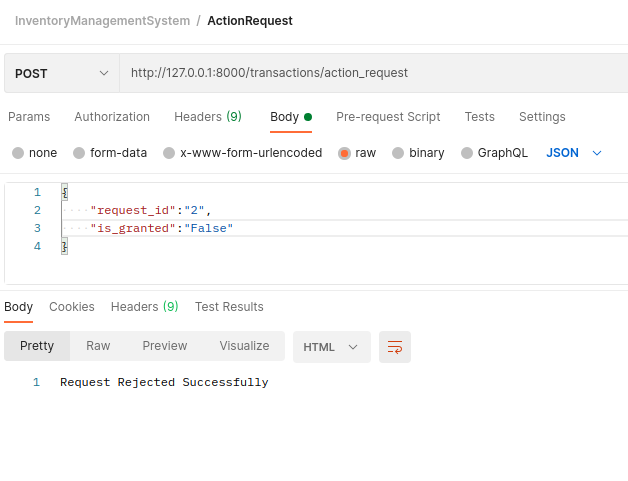 InventoryManagementSystem / ActionRequest
POST http://127.0.0.1:8000/transactions/action_request
Params Authorization Headers (9) Body Pre-request Script Tests Settings
none form-data x-www-form-urlencoded raw binary GraphQL JSON
1 {
2 "request_id":"2",
3 "is_granted":"False"
4 }
Body Cookies Headers (9) Test Results
Pretty Raw Preview Visualize HTML
1 Request Rejected Successfully